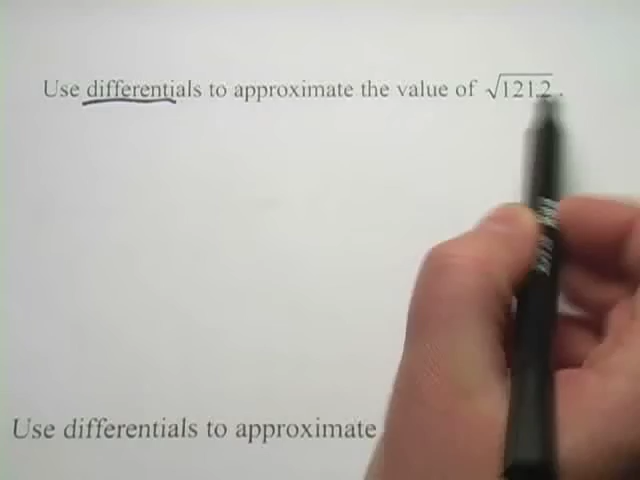 Use differentials to approximate the value of √121.2 .
Use differentials to approximate